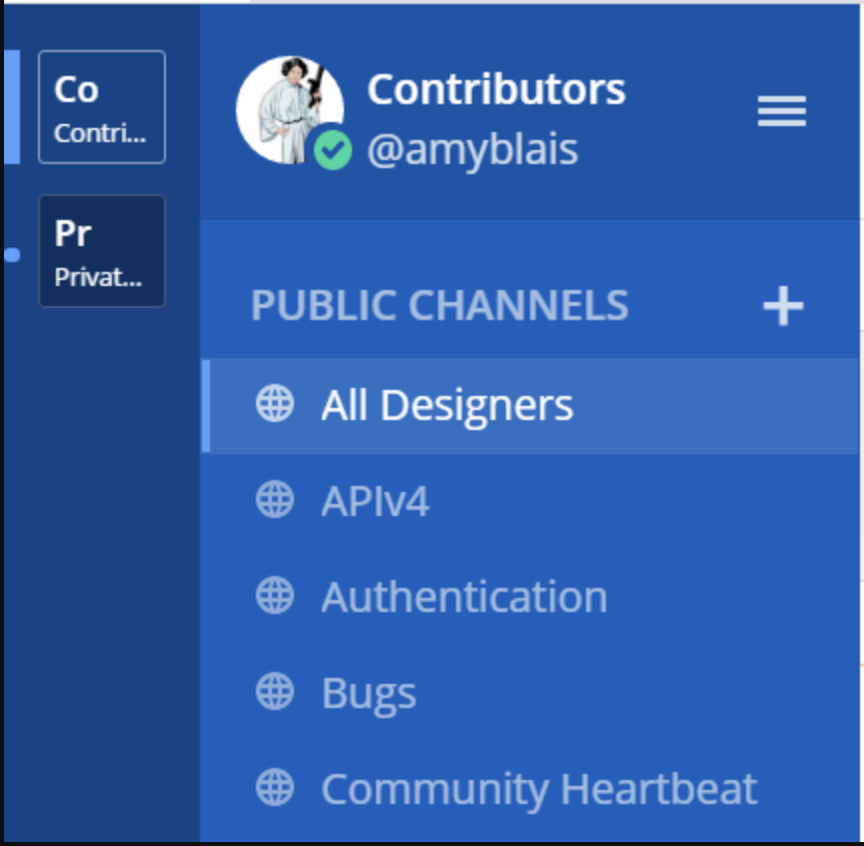 Co
Contri...
Pr
Privat...
Contributors
@amyblais
PUBLIC CHANNELS
All Designers
APIv4
Authentication
Bugs
Community Heartbeat